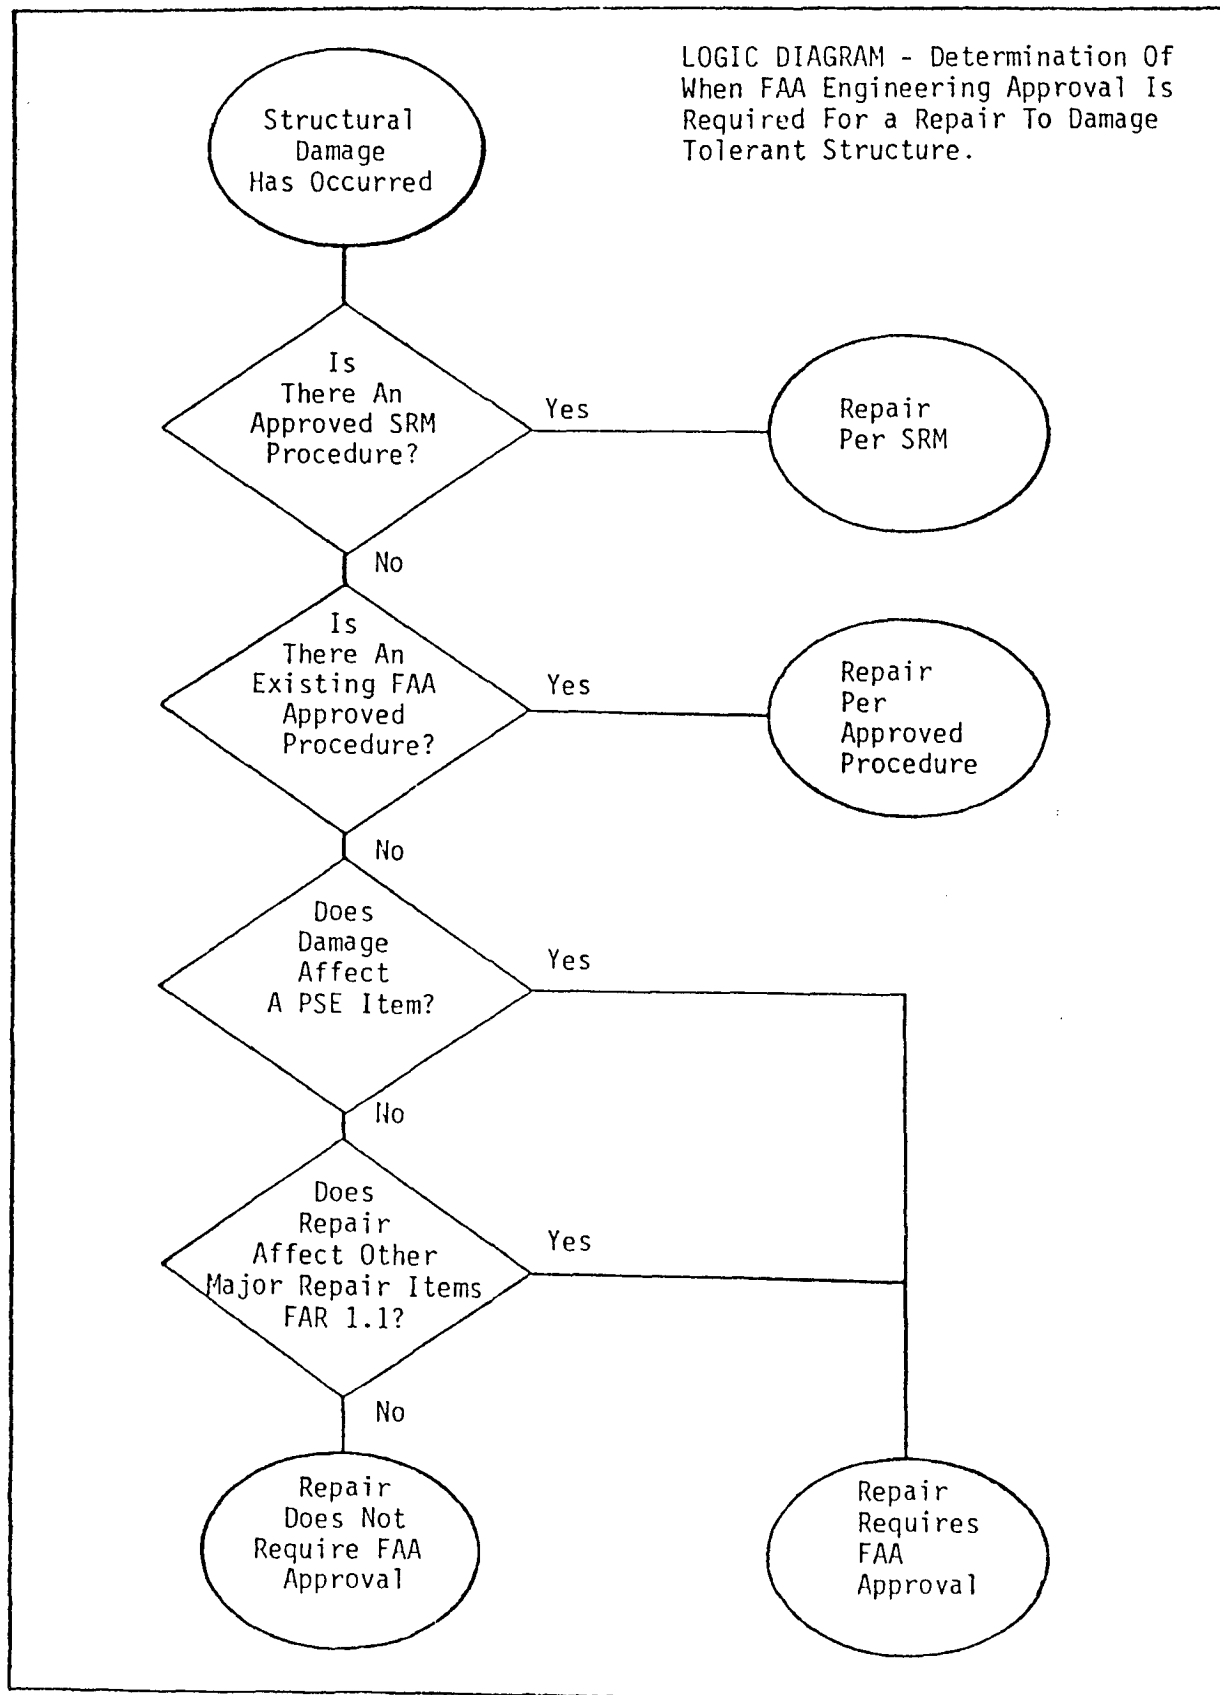 LOGIC DIAGRAM - Determination Of
When FAA Engineering Approval Is
Required For a Repair To Damage
Tolerant Structure.
Structural
Damage
Has Occurred
Is
There An
Approved SRM
Procedure?
Yes
Repair
Per SRM
No
Is
There An
Existing FAA
Approved
Procedure?
Yes
Repair
Per
Approved
Procedure
No
Does
Damage
Affect
A PSE Item?
Yes
No
Does
Repair
Affect Other
Major Repair Items
FAR 1.1?
Yes
No
Repair
Does Not
Require FAA
Approval
Repair
Requires
FAA
Approval